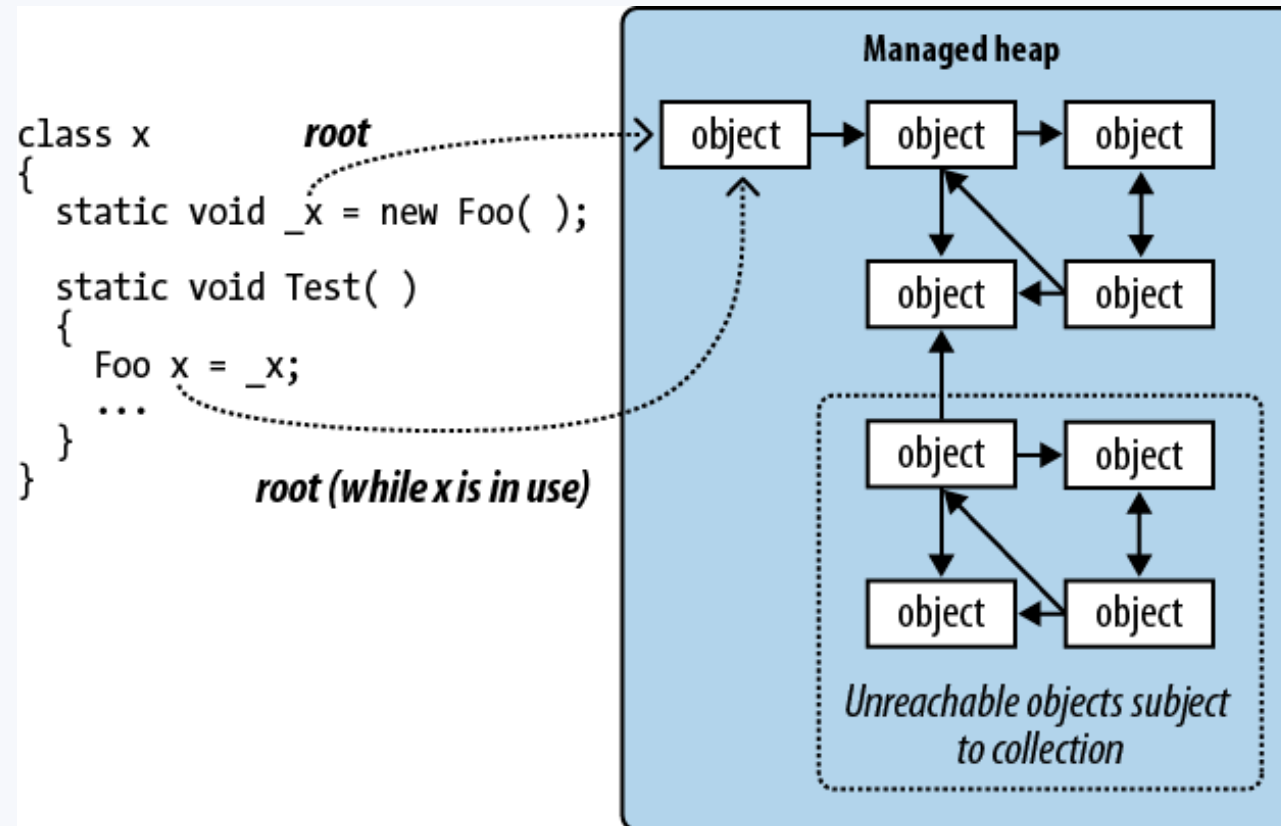 Managed heap
class x
root
{
static void _x = new Foo( );
static void Test( )
{
Foo x = _x;
...
}
}
root (while x is in use)
object
object
object
object
object
object
object
object
object
Unreachable objects subject
to collection